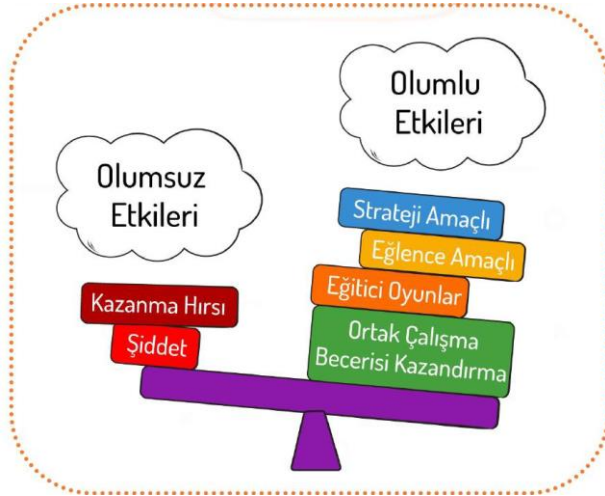 Olumsuz
Etkileri
Kazanma Hırsı
Şiddet
Olumlu
Etkileri
Strateji Amaçlı
Eğlence Amaçlı
Eğitici Oyunlar
Ortak Çalışma
Becerisi Kazandırma